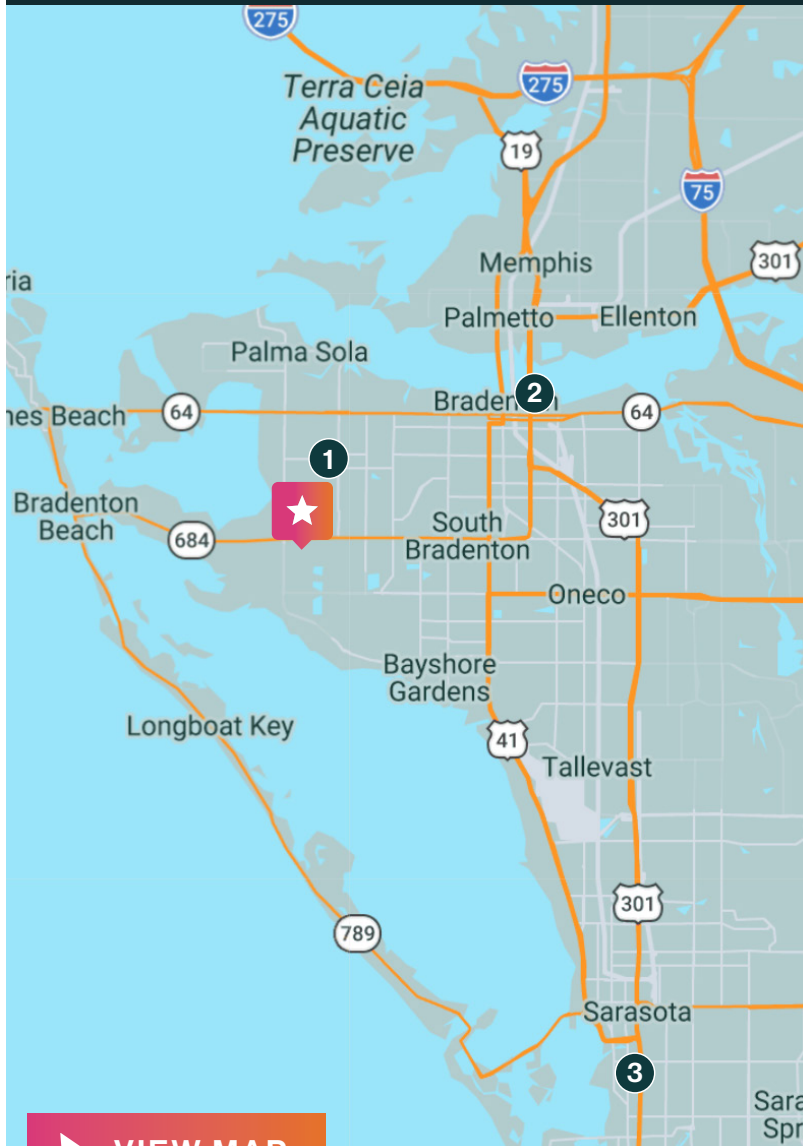 275
Terra Ceia
Aquatic
Preserve
275
19
75
Memphis
301
ria
Palmetto
Ellenton
Palma Sola
2
64
nes Beach
64
1
Bradenton
Beach
684
South
Bradenton
301
Oneco
Bayshore
Gardens
Longboat Key
41
Tallevast
301
789
Sarasota
3
Sara
Spr
VIEW MAP